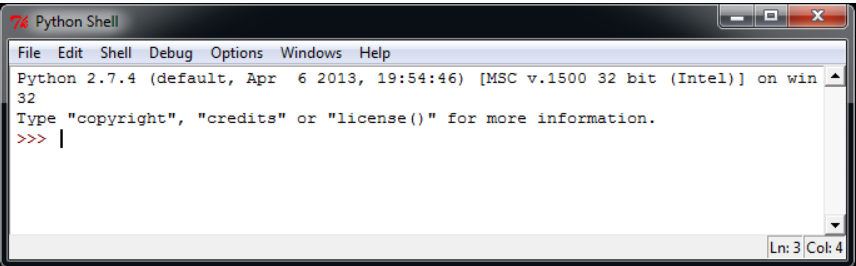 Python Shell
File Edit Shell Debug Options Windows Help
Python 2.7.4 (default, Apr  6 2013, 19:54:46) [MSC v.1500 32 bit (Intel)] on win
32
Type "copyright", "credits" or "license()" for more information.
>>>
Ln: 3 Col: 4